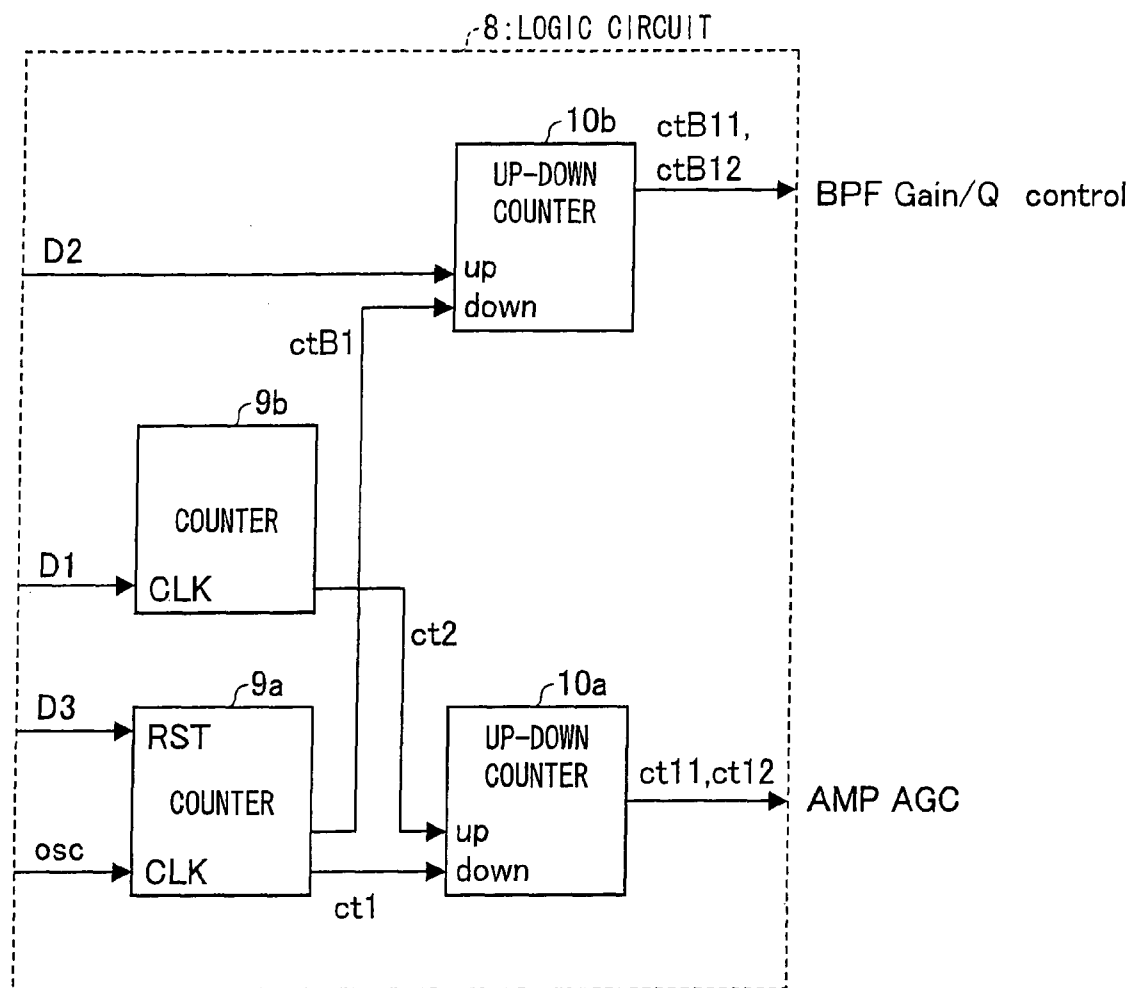 8:LOGIC CIRCUIT
10b
UP-DOWN
COUNTER
up
down
ctB11,
ctB12
BPF Gain/Q control
D2
ctB1
9b
COUNTER
CLK
D1
ct2
9a
RST
COUNTER
CLK
D3
osc
ct1
10a
UP-DOWN
COUNTER
up
down
ct11,ct12
AMP AGC